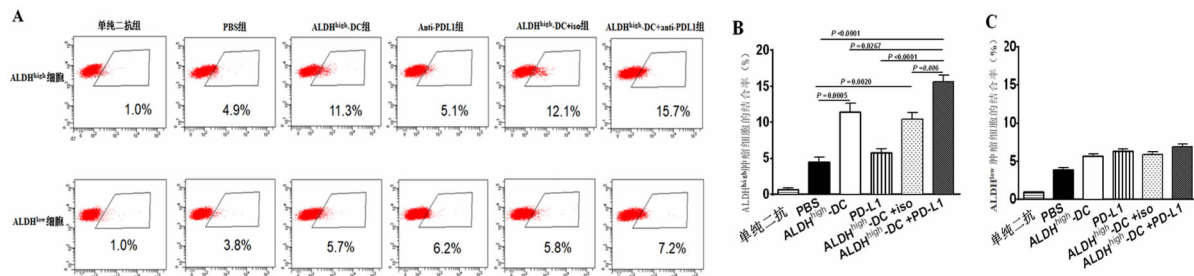 A
单纯二抗组 PBS组 ALDHhigh-DC组 Anti-PDL1组 ALDHhigh-DC+iso组 ALDHhigh-DC+anti-PDL1组
ALDHhigh细胞
1.0% 4.9% 11.3% 5.1% 12.1% 15.7%
ALDHlow细胞
1.0% 3.8% 5.7% 6.2% 5.8% 7.2%
B
ALDHhigh肿瘤细胞的结合率（%）
20
15
10
5
0
P <0.0001
P =0.0267
P <0.0001
P =0.006
P =0.0020
P =0.0005
单纯二抗
PBS
ALDHhigh-DC
PD-L1
ALDHhigh-DC +iso
ALDHhigh-DC +PD-L1
C
ALDHlow肿瘤细胞的结合率（%）
20
15
10
5
0
单纯二抗
PBS
ALDHhigh-DC
PD-L1
ALDHhigh-DC +iso
ALDHhigh-DC +PD-L1